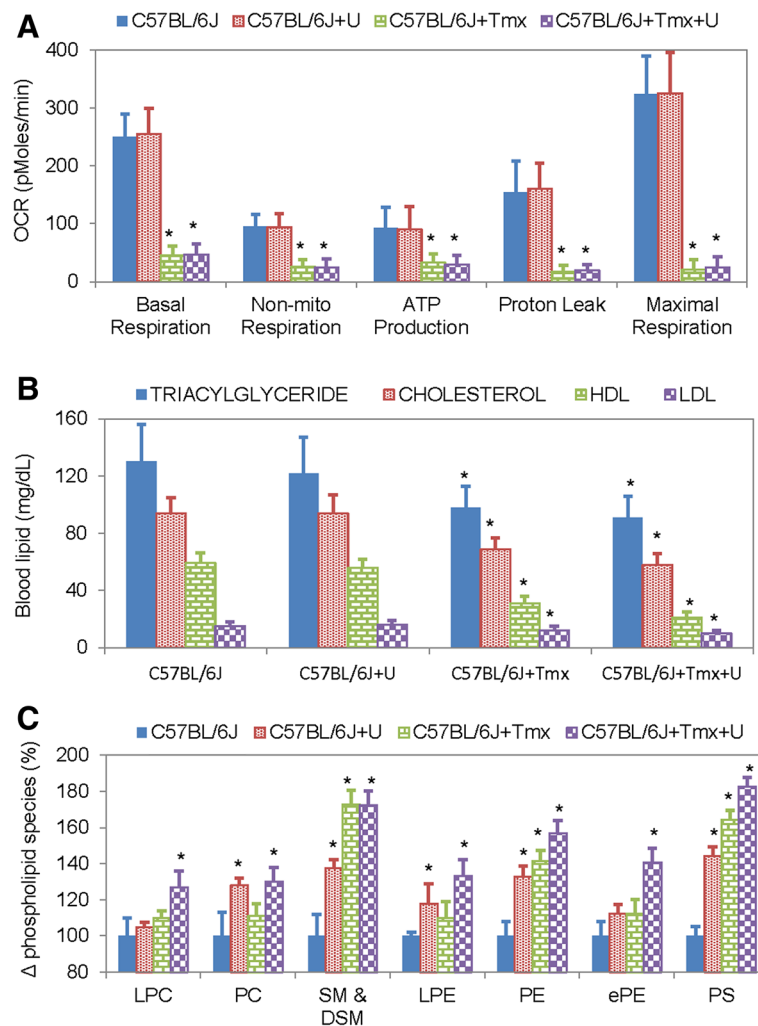 A
C57BL/6J C57BL/6J+U C57BL/6J+Tmx C57BL/6J+Tmx+U
OCR (pMoles/min)
400
300
200
100
0
* * * * * * * * * *
Basal Respiration
Non-mito Respiration
ATP Production
Proton Leak
Maximal Respiration
B
TRIACYLGLYCERIDE CHOLESTEROL HDL LDL
Blood lipid (mg/dL)
160
120
80
40
0
* * * * * * * *
C57BL/6J C57BL/6J+U C57BL/6J+Tmx C57BL/6J+Tmx+U
C
C57BL/6J C57BL/6J+U C57BL/6J+Tmx C57BL/6J+Tmx+U
Δ phospholipid species (%)
200
180
160
140
120
100
80
* * * * * * * * * * * * * * *
LPC PC SM & DSM LPE PE ePE PS